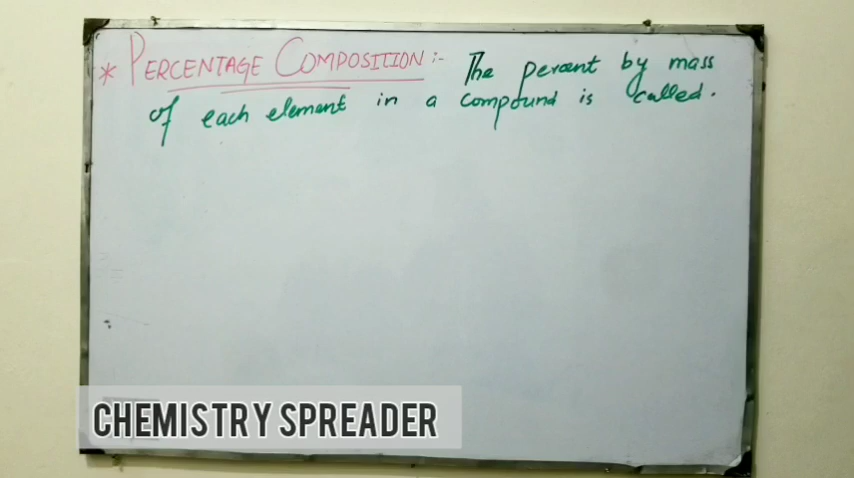 * PERCENTAGE COMPOSITION :- The percent by mass
of each element in a compound is called.
CHEMISTRY SPREADER